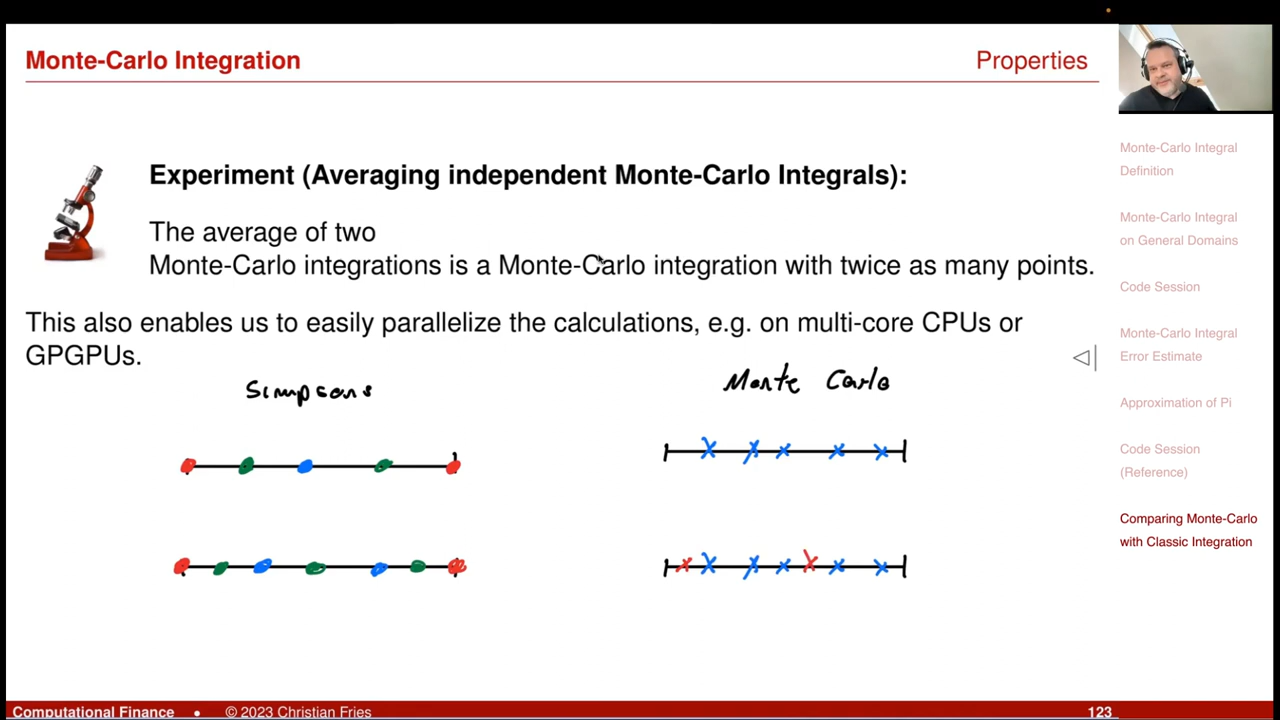 Monte-Carlo Integration
Properties
Experiment (Averaging independent Monte-Carlo Integrals):
The average of two
Monte-Carlo integrations is a Monte-Carlo integration with twice as many points.
This also enables us to easily parallelize the calculations, e.g. on multi-core CPUs or
GPGPUs.
Simpsons
Monte Carlo
Monte-Carlo Integral
Definition
Monte-Carlo Integral
on General Domains
Code Session
Monte-Carlo Integral
Error Estimate
Approximation of Pi
Code Session
(Reference)
Comparing Monte-Carlo
with Classic Integration
Computational Finance • © 2023 Christian Fries
123